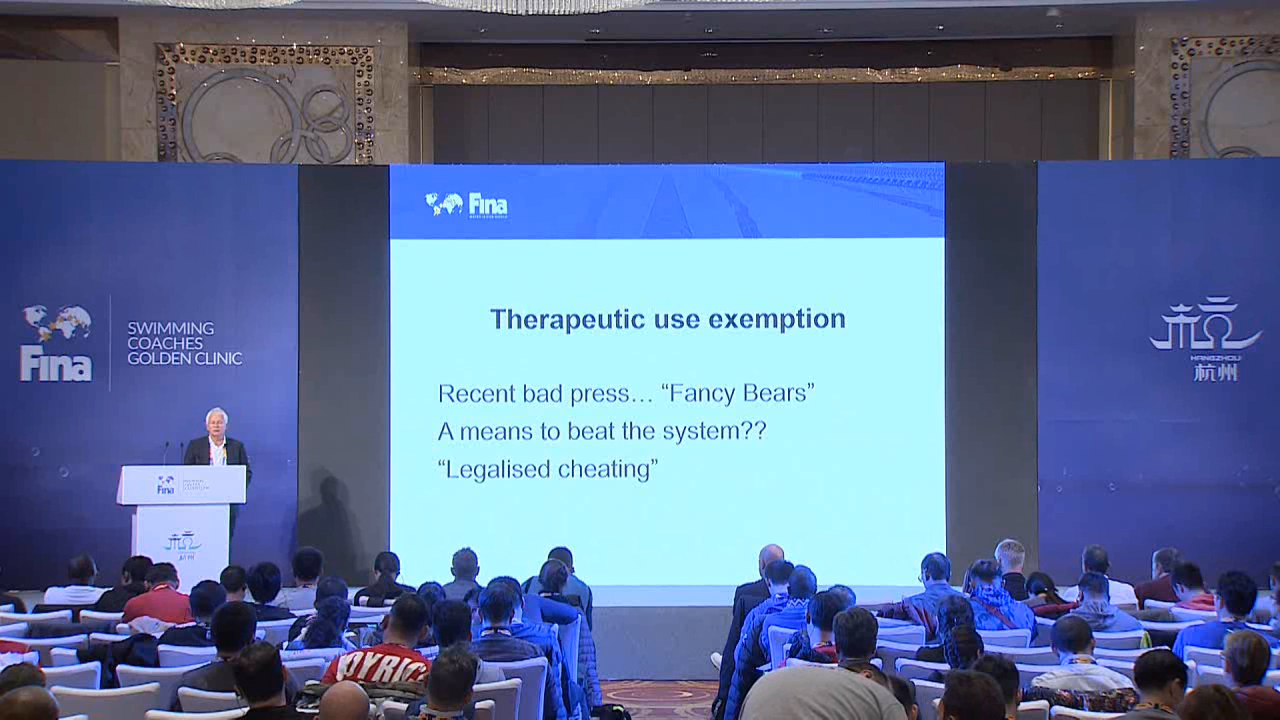 Fina
Therapeutic use exemption
Recent bad press... “Fancy Bears”
A means to beat the system??
“Legalised cheating”
Fina
SWIMMING
COACHES
GOLDEN CLINIC
HANGZHOU
杭州
Fina